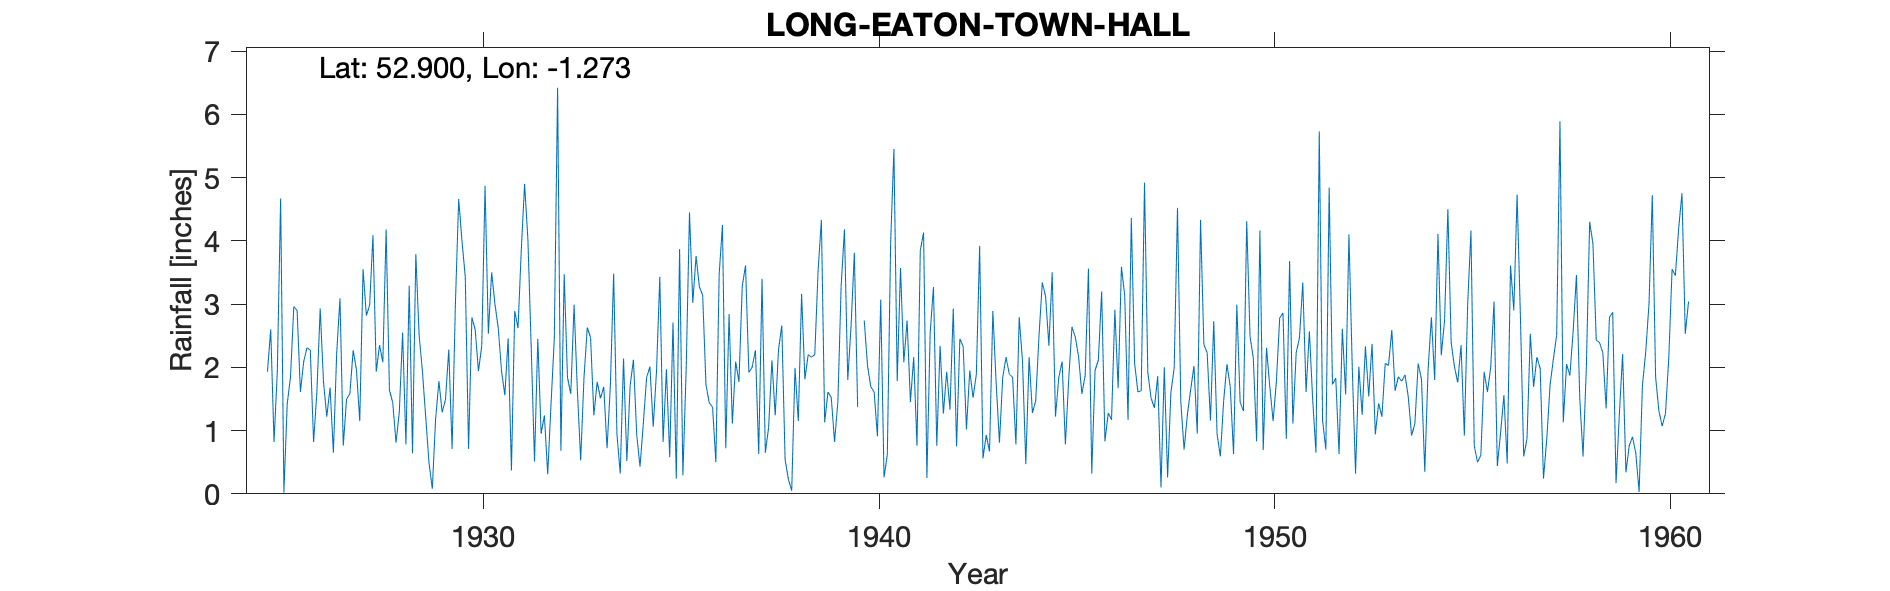 LONG-EATON-TOWN-HALL
Lat: 52.900, Lon: -1.273
Rainfall [inches]
7
6
5
4
3
2
1
0
1930 1940 1950 1960
Year